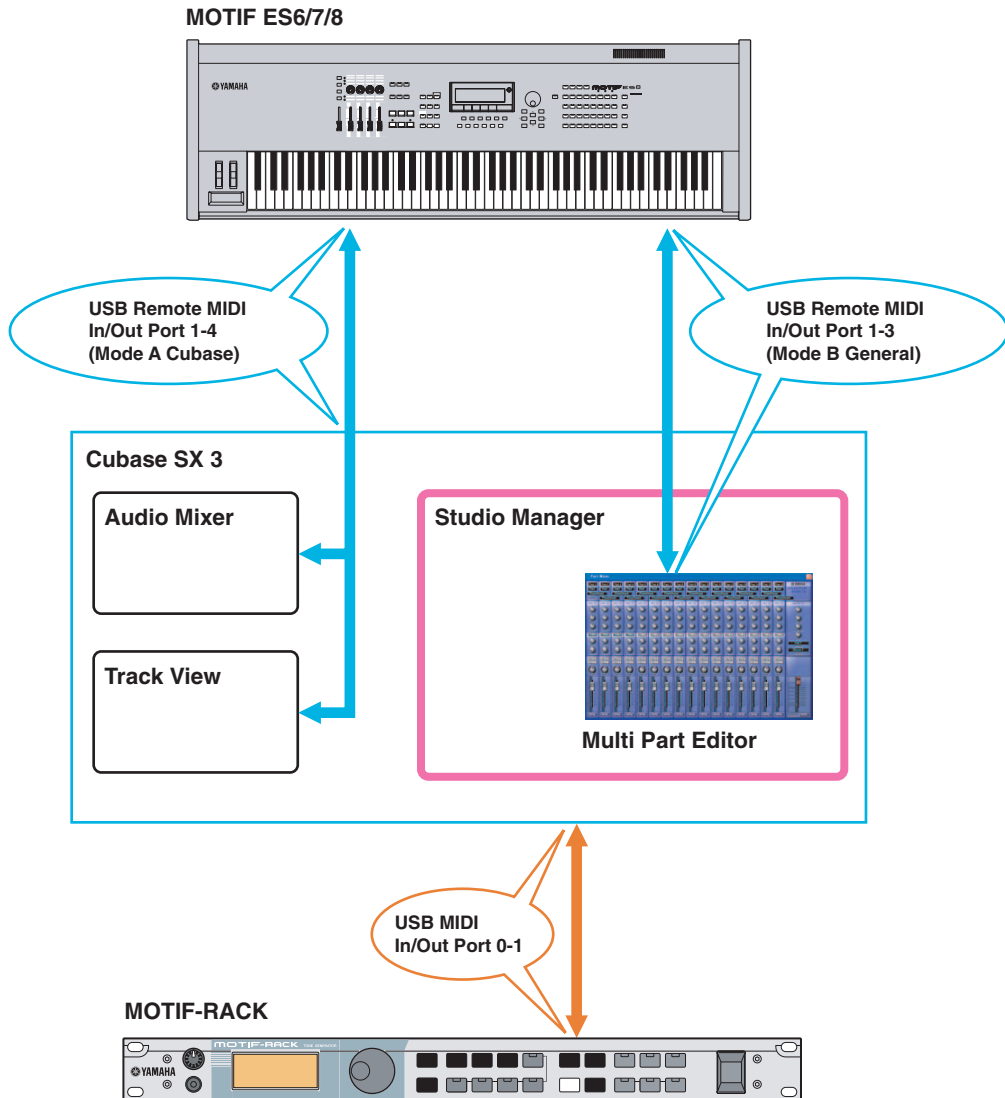 MOTIF ES6/7/8
YAMAHA
USB Remote MIDI
In/Out Port 1-4
(Mode A Cubase)
USB Remote MIDI
In/Out Port 1-3
(Mode B General)
Cubase SX 3
Audio Mixer
Studio Manager
Track View
Multi Part Editor
USB MIDI
In/Out Port 0-1
MOTIF-RACK
MOTIF-RACK TONE GENERATOR
YAMAHA